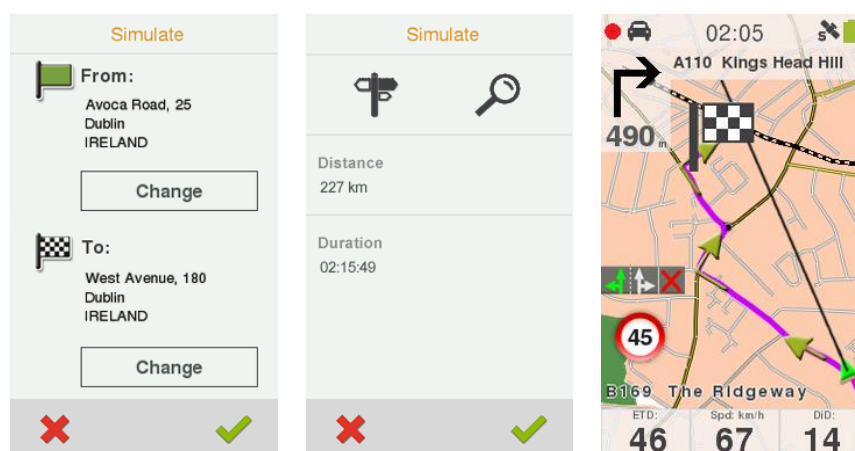 Simulate
From:
Avoca Road, 25
Dublin
IRELAND
Change
To:
West Avenue, 180
Dublin
IRELAND
Change
Simulate
Distance
227 km
Duration
02:15:49
02:05
S
A110 Kings Head Hill
490 m
45
B169 The Ridgeway
ETD: Spd: km/h DiD:
46 67 14